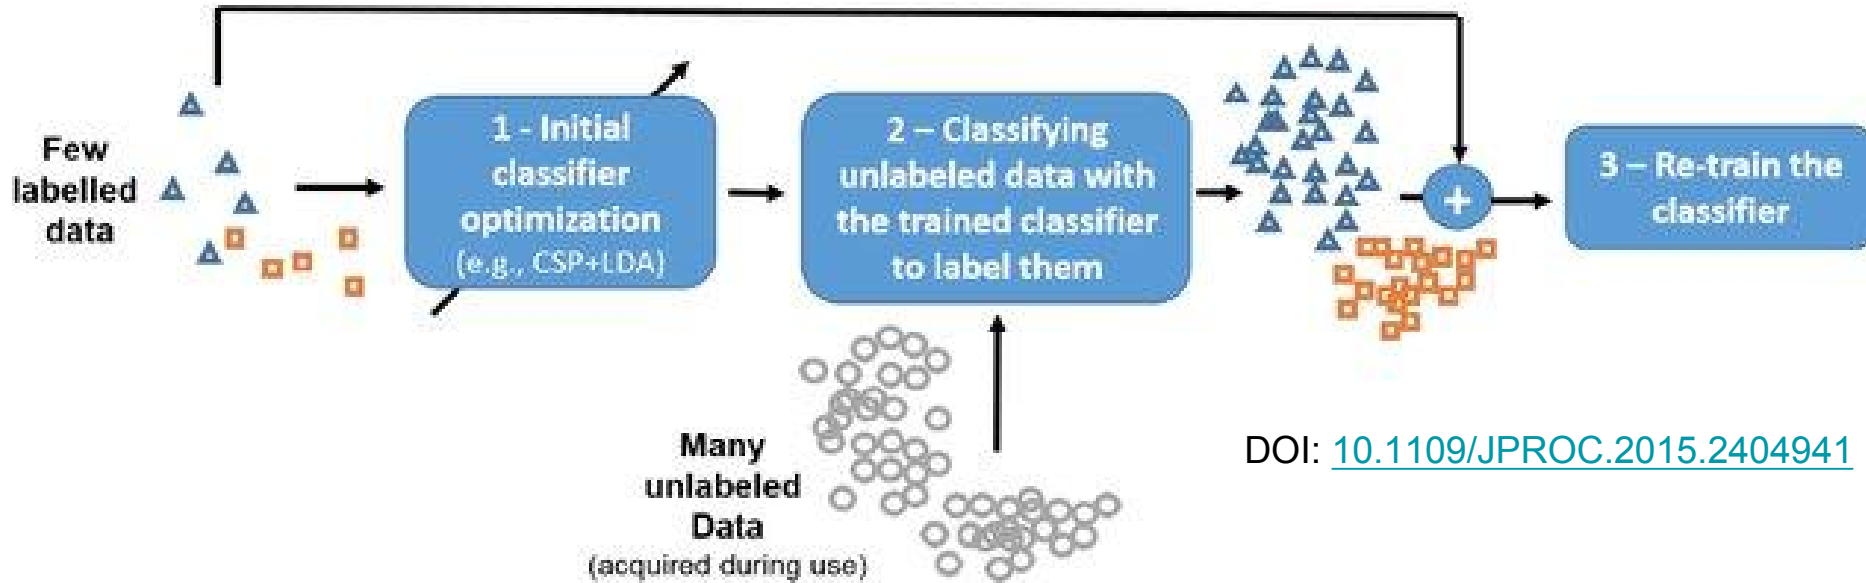 Few
labelled
data
1 - Initial
classifier
optimization
(e.g., CSP+LDA)
2 – Classifying
unlabeled data with
the trained classifier
to label them
+
3 – Re-train the
classifier
Many
unlabeled
Data
(acquired during use)
DOI: 10.1109/JPROC.2015.2404941